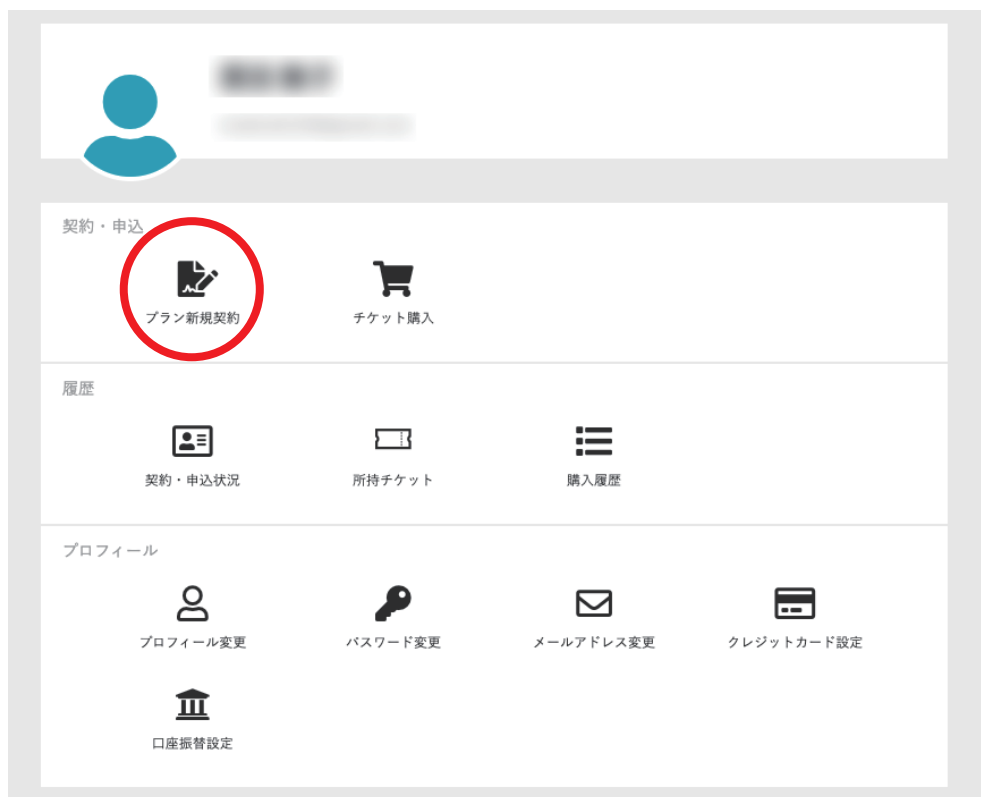 契約・申込
プラン新規契約
チケット購入
履歴
契約・申込状況
所持チケット
購入履歴
プロフィール
プロフィール変更
パスワード変更
メールアドレス変更
クレジットカード設定
口座振替設定